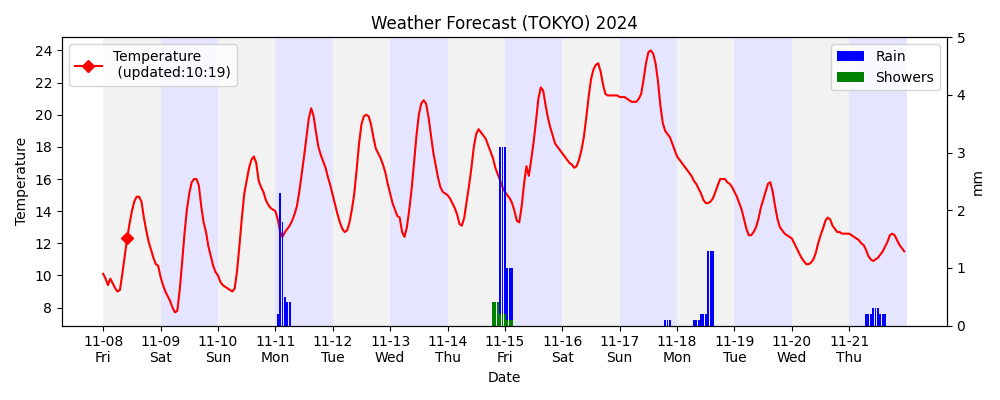 Weather Forecast (TOKYO) 2024
Temperature
(updated:10:19)
Rain
Showers
Temperature
24
22
20
18
16
14
12
10
8
5
4
3
2
1
0
mm
11-08 11-09 11-10 11-11 11-12 11-13 11-14 11-15 11-16 11-17 11-18 11-19 11-20 11-21
Fri Sat Sun Mon Tue Wed Thu Fri Sat Sun Mon Tue Wed Thu
Date